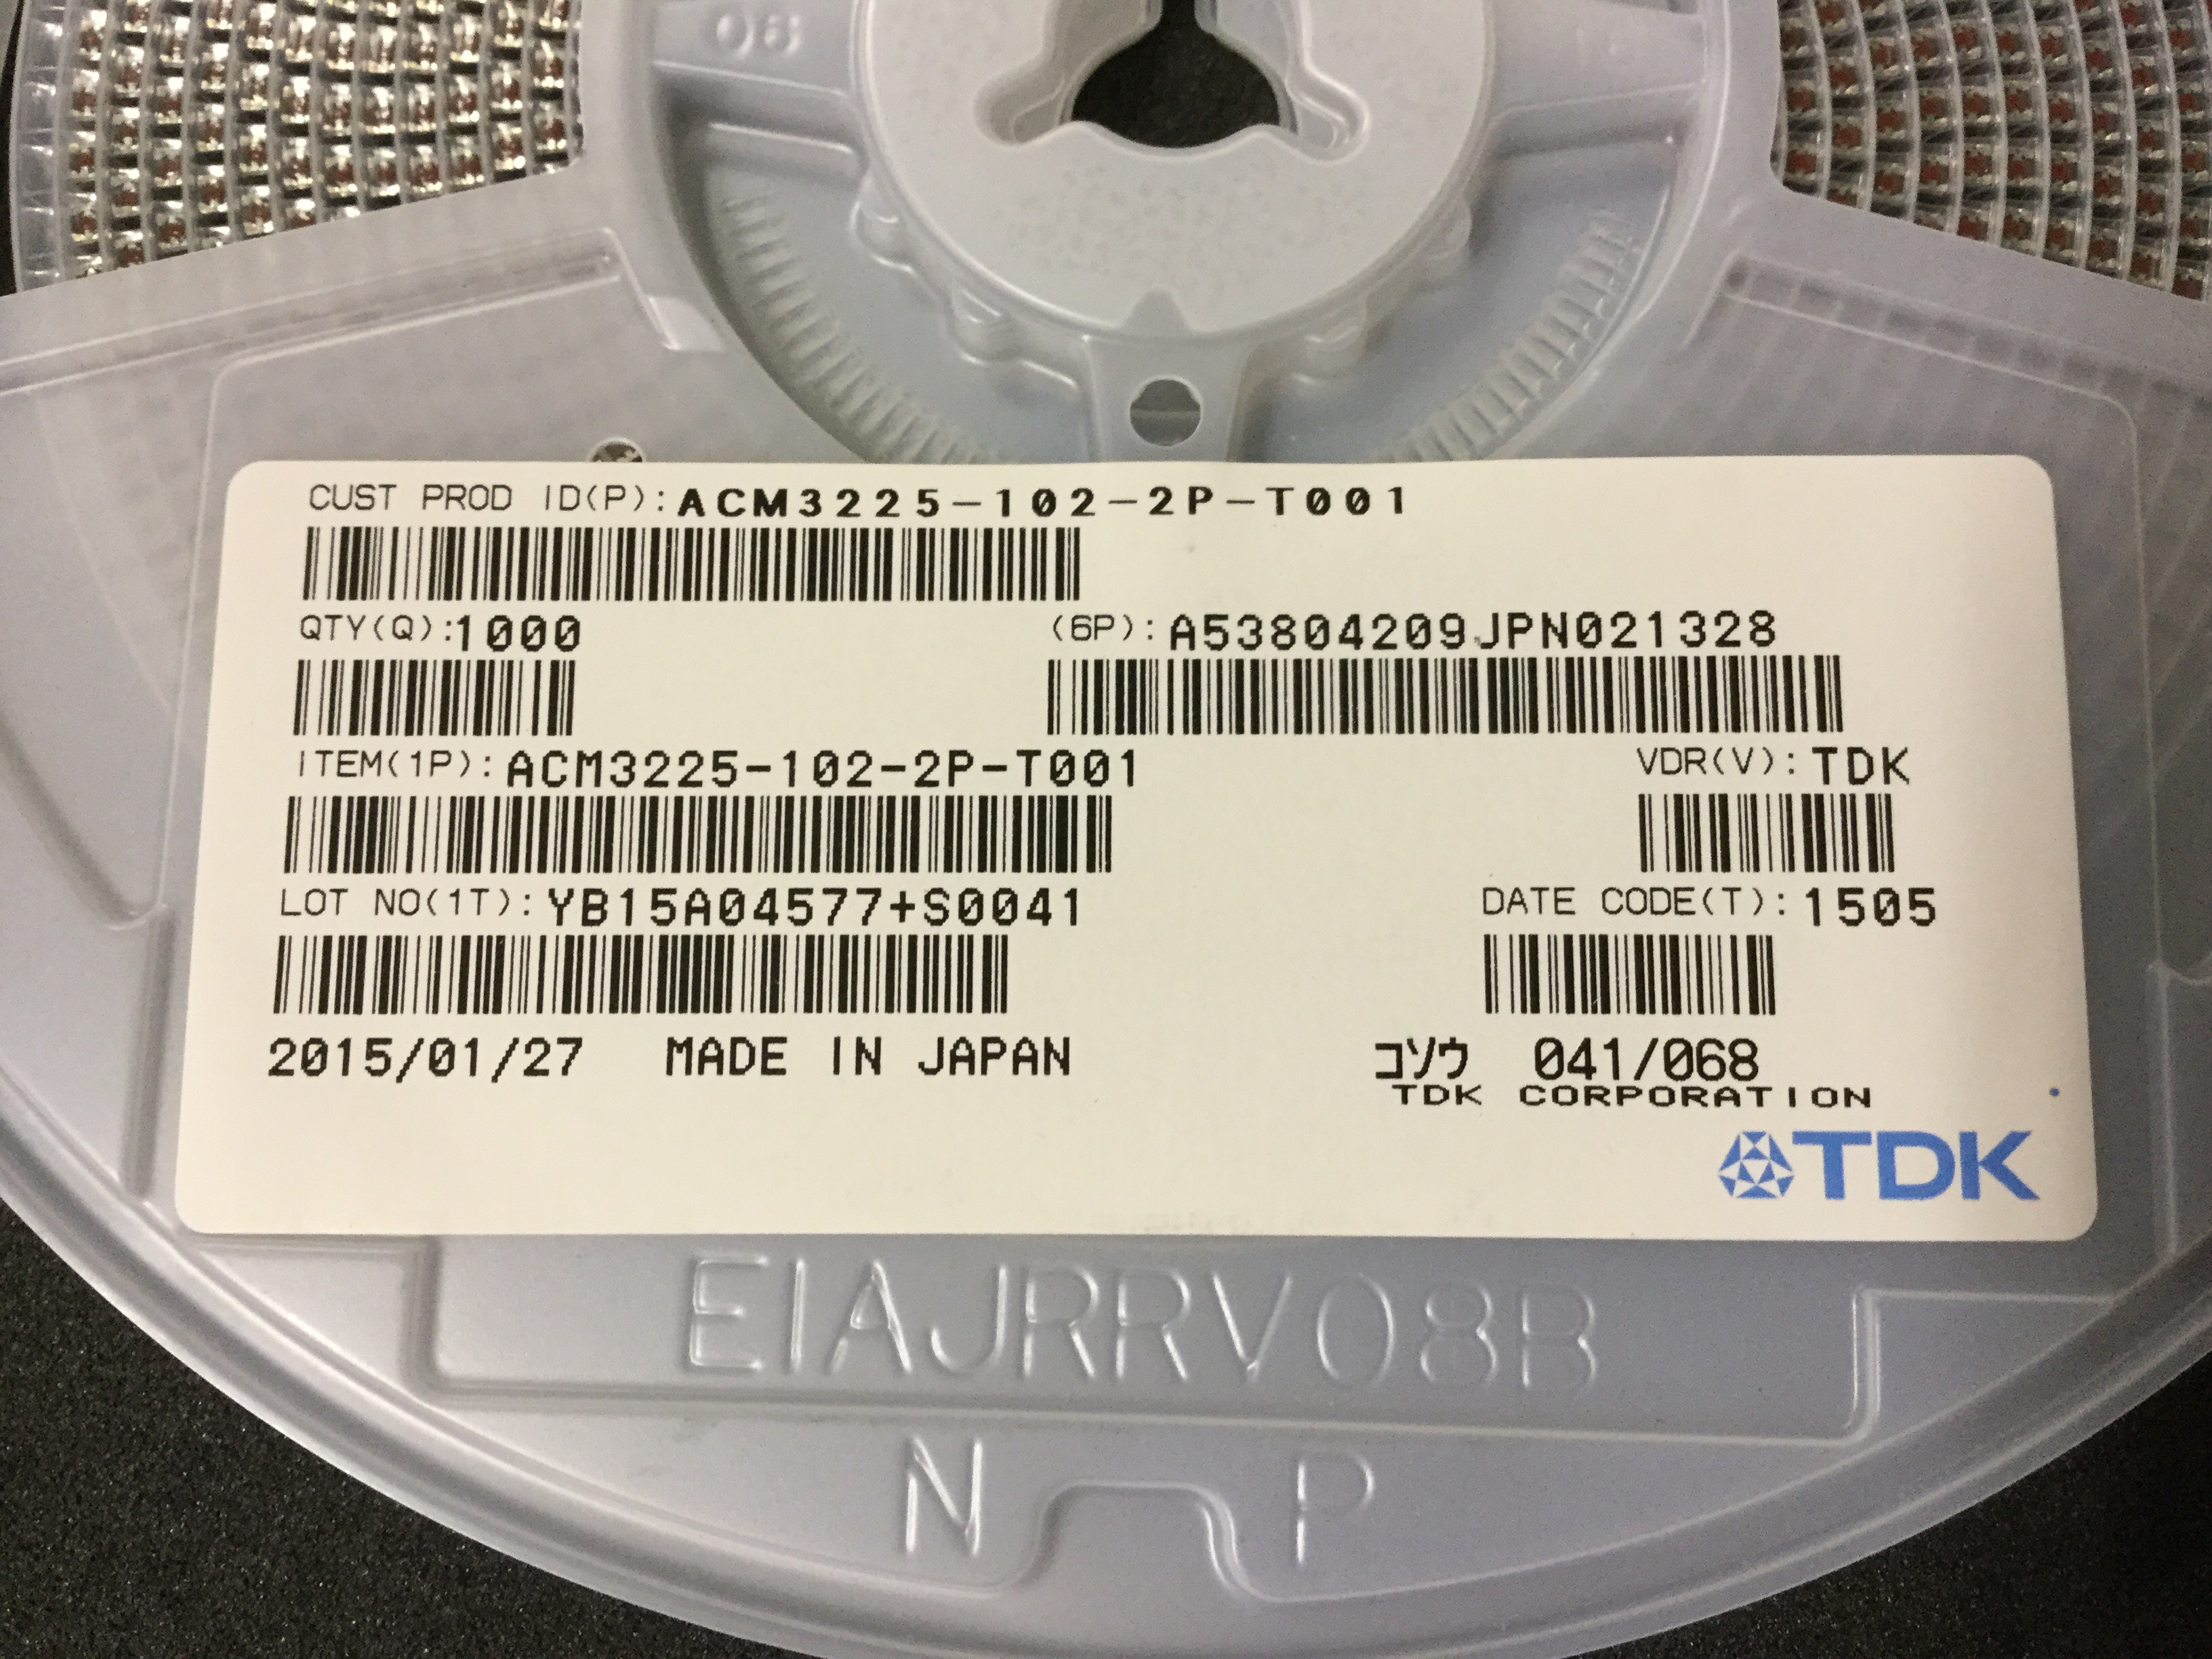 08
CUST PROD ID(P):ACM3225-102-2P-T001
QTY(Q):1000
(6P):A53804209JPN021328
ITEM(1P):ACM3225-102-2P-T001
VDR(V):TDK
LOT NO(1T):YB15A04577+S0041
DATE CODE(T):1505
2015/01/27 MADE IN JAPAN
コソウ 041/068
TDK CORPORATION
TDK
EIAJRRV08B
N P